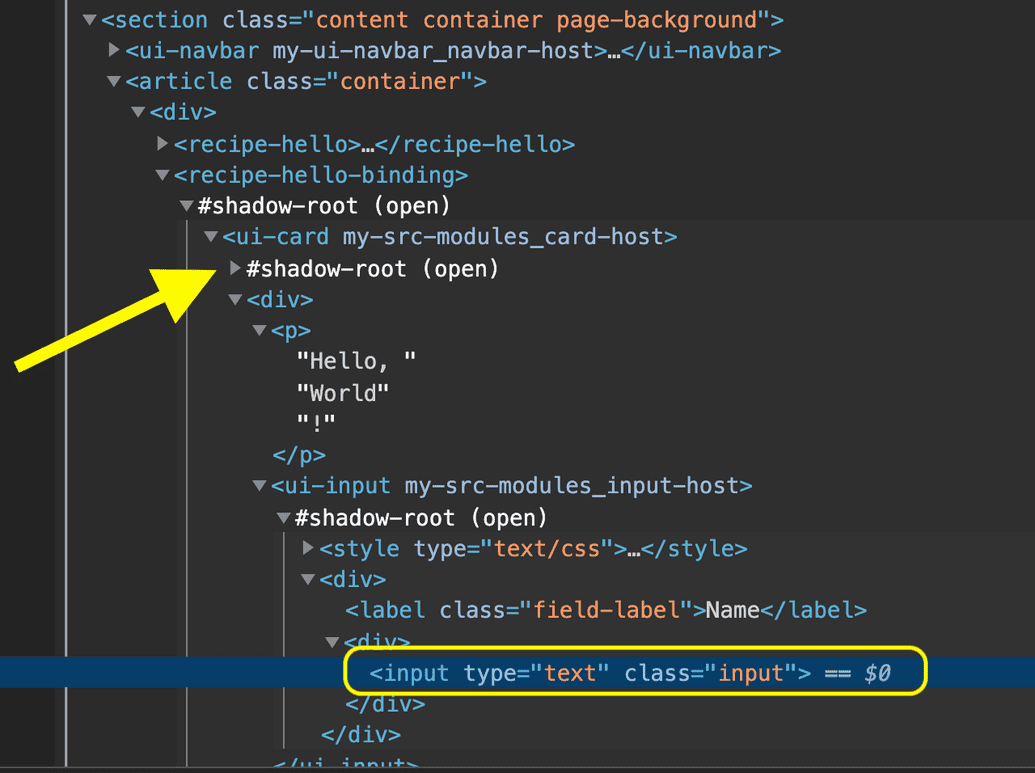 <section class="content container page-background">
<ui-navbar my-ui-navbar_navbar-host>…</ui-navbar>
<article class="container">
<div>
<recipe-hello>…</recipe-hello>
<recipe-hello-binding>
#shadow-root (open)
<ui-card my-src-modules_card-host>
#shadow-root (open)
<div>
<p>
"Hello, "
"World"
"!"
</p>
<ui-input my-src-modules_input-host>
#shadow-root (open)
<style type="text/css">…</style>
<div>
<label class="field-label">Name</label>
<div>
<input type="text" class="input"> == $0
</div>
</div>
</ui-input>